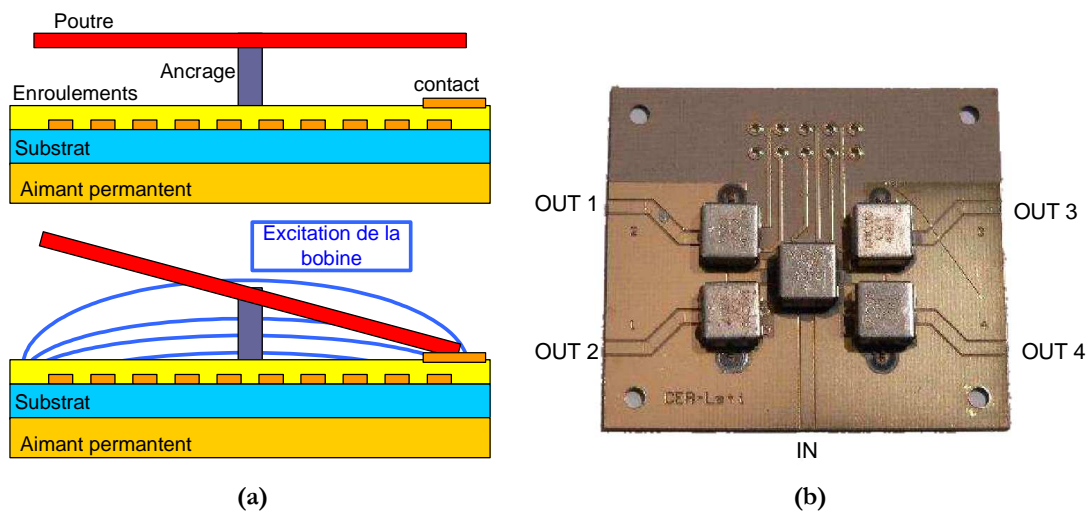 Poutre
Ancrage
contact
Enroulements
Substrat
Aimant permantent
Excitation de la
bobine
Substrat
Aimant permantent
(a)
OUT 1
OUT 3
2
3
1
4
OUT 2
OUT 4
CEA-Leti
IN
(b)